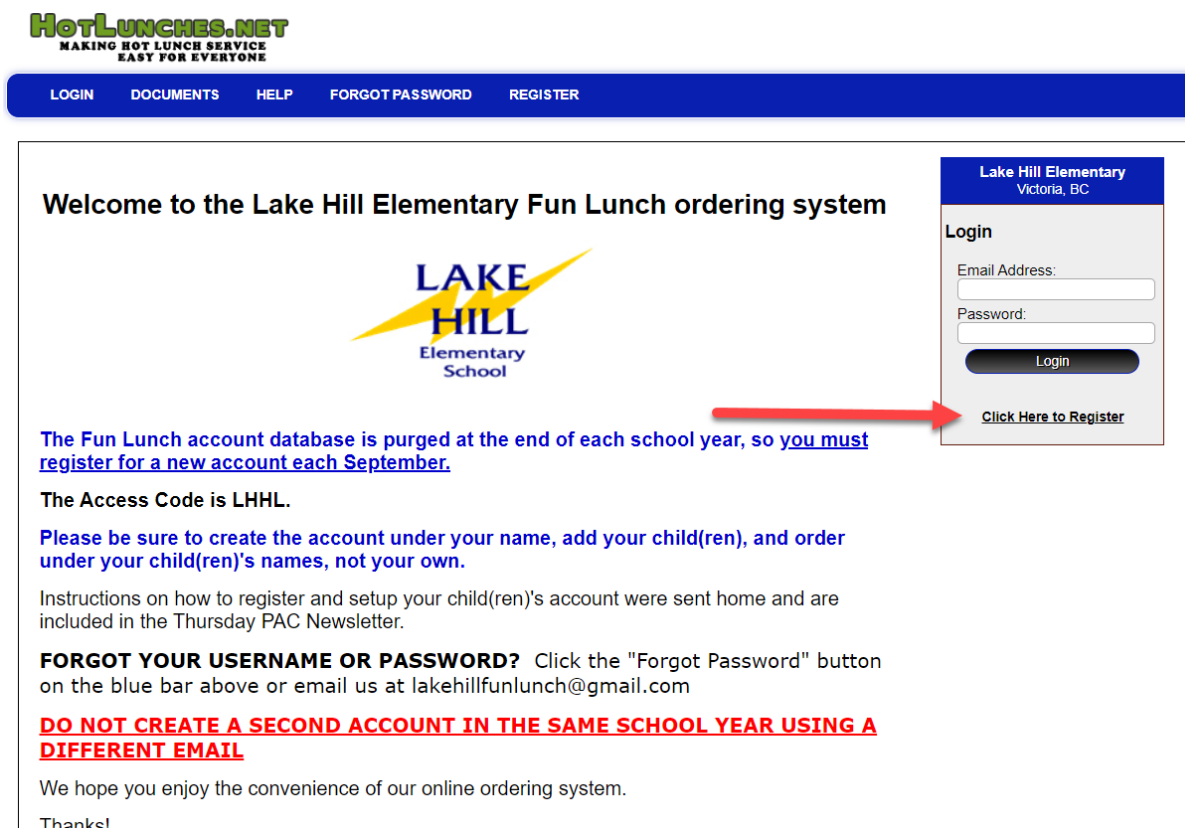 HOTLUNCHES.NET
MAKING HOT LUNCH SERVICE
EASY FOR EVERYONE
LOGIN DOCUMENTS HELP FORGOT PASSWORD REGISTER
Welcome to the Lake Hill Elementary Fun Lunch ordering system
LAKE
HILL
Elementary
School
The Fun Lunch account database is purged at the end of each school year, so you must
register for a new account each September.
The Access Code is LHHL.
Please be sure to create the account under your name, add your child(ren), and order
under your child(ren)'s names, not your own.
Instructions on how to register and setup your child(ren)'s account were sent home and are
included in the Thursday PAC Newsletter.
FORGOT YOUR USERNAME OR PASSWORD? Click the "Forgot Password" button
on the blue bar above or email us at lakehillfunlunch@gmail.com
DO NOT CREATE A SECOND ACCOUNT IN THE SAME SCHOOL YEAR USING A
DIFFERENT EMAIL
We hope you enjoy the convenience of our online ordering system.
Thanks!
Lake Hill Elementary
Victoria, BC
Login
Email Address:
Password:
Login
Click Here to Register